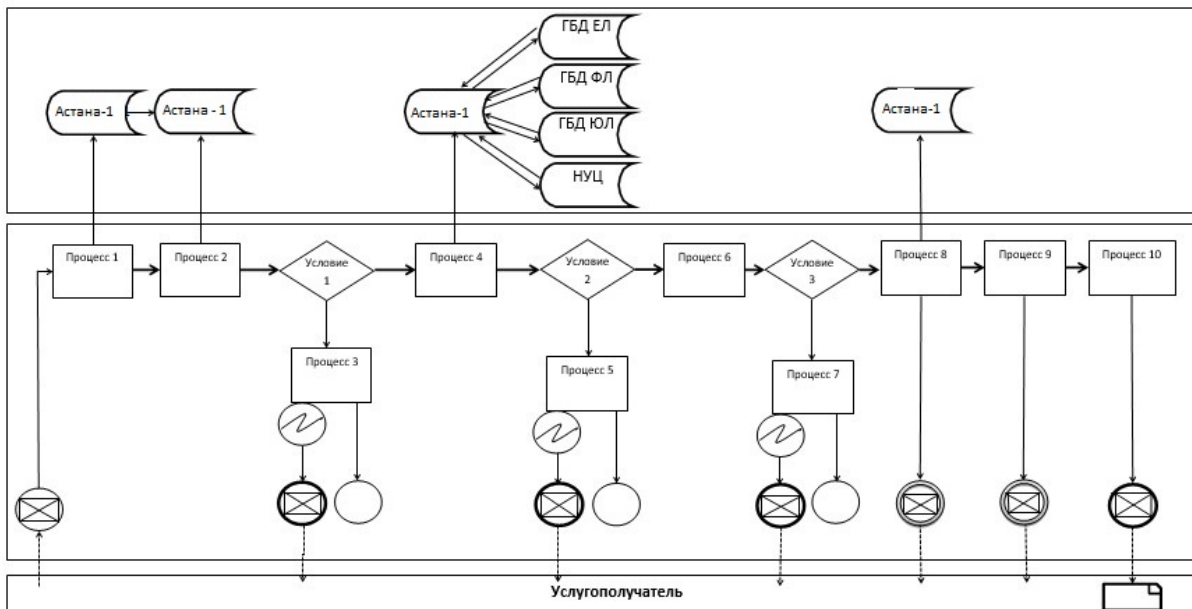 ГБД ЕЛ
ГБД ФЛ
Астана-1
Астана - 1
Астана-1
Астана-1
ГБД ЮЛ
НУЦ
Процесс 1
Процесс 2
Условие
1
Процесс 4
Условие
2
Процесс 6
Условие
3
Процесс 8
Процесс 9
Процесс 10
Процесс 3
Процесс 5
Процесс 7
Услугополучатель